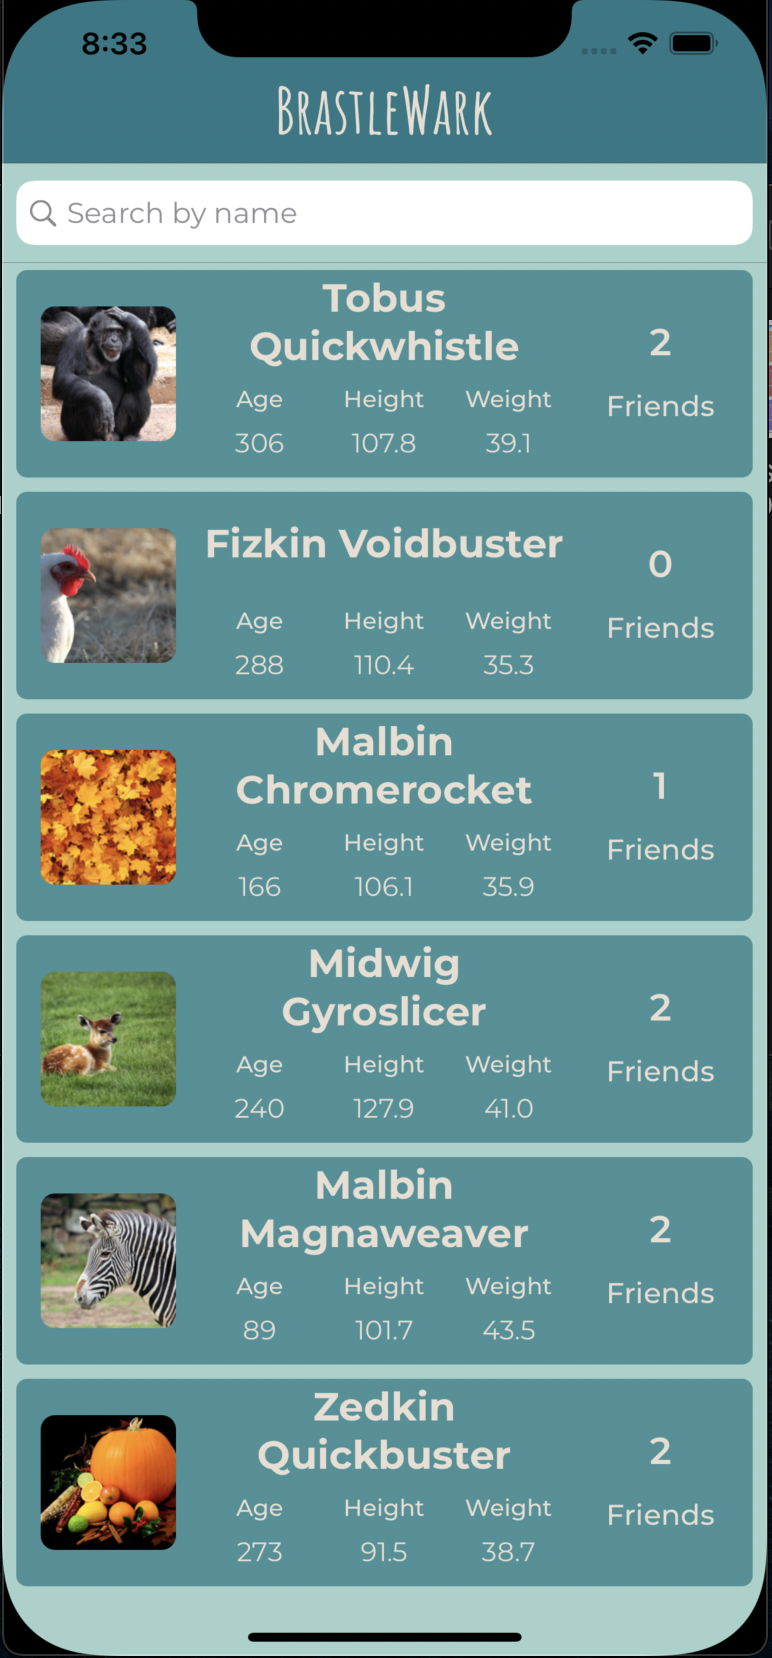 8:33
BRASTLEWARK
Search by name
Tobus
Quickwhistle
2
Friends
Age Height Weight
306 107.8 39.1
Fizkin Voidbuster
0
Friends
Age Height Weight
288 110.4 35.3
Malbin
Chromerocket
1
Friends
Age Height Weight
166 106.1 35.9
Midwig
Gyroslicer
2
Friends
Age Height Weight
240 127.9 41.0
Malbin
Magnaweaver
2
Friends
Age Height Weight
89 101.7 43.5
Zedkin
Quickbuster
2
Friends
Age Height Weight
273 91.5 38.7